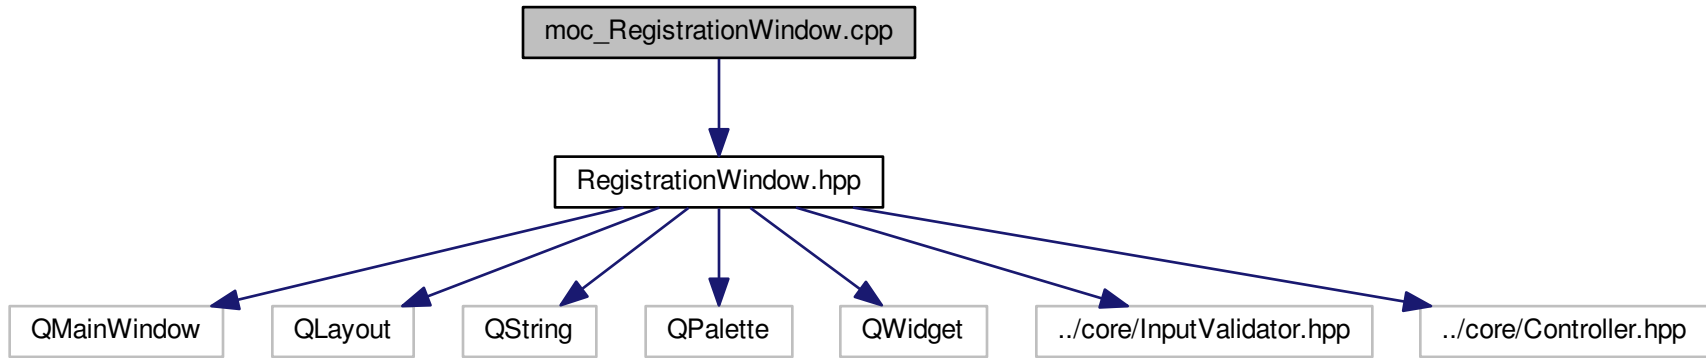 moc_RegistrationWindow.cpp
RegistrationWindow.hpp
QMainWindow
QLayout
QString
QPalette
QWidget
../core/InputValidator.hpp
../core/Controller.hpp